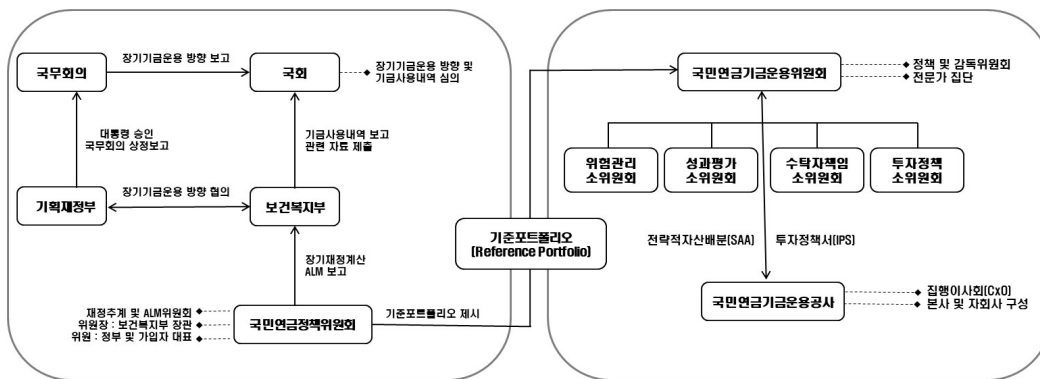 국무회의
장기기금운용 방향 보고
국회
장기기금운용 방향 및
기금사용내역 심의
대통령 승인
국무회의 상정보고
기금사용내역 보고
관련 자료 제출
기획재정부
장기기금운용 방향 협의
보건복지부
장기재정계산
ALM 보고
재정추계 및 ALM위원회
위원장 : 보건복지부 장관
위원 : 정부 및 가입자 대표
국민연금정책위원회
기준포트폴리오 제시
기준포트폴리오
(Reference Portfolio)
국민연금기금운용위원회
정책 및 감독위원회
전문가 집단
위험관리
소위원회
성과평가
소위원회
수탁자책임
소위원회
투자정책
소위원회
전략적자산배분(SAA)
투자정책서(IPS)
국민연금기금운용공사
집행이사회(CxO)
본사 및 자회사 구성